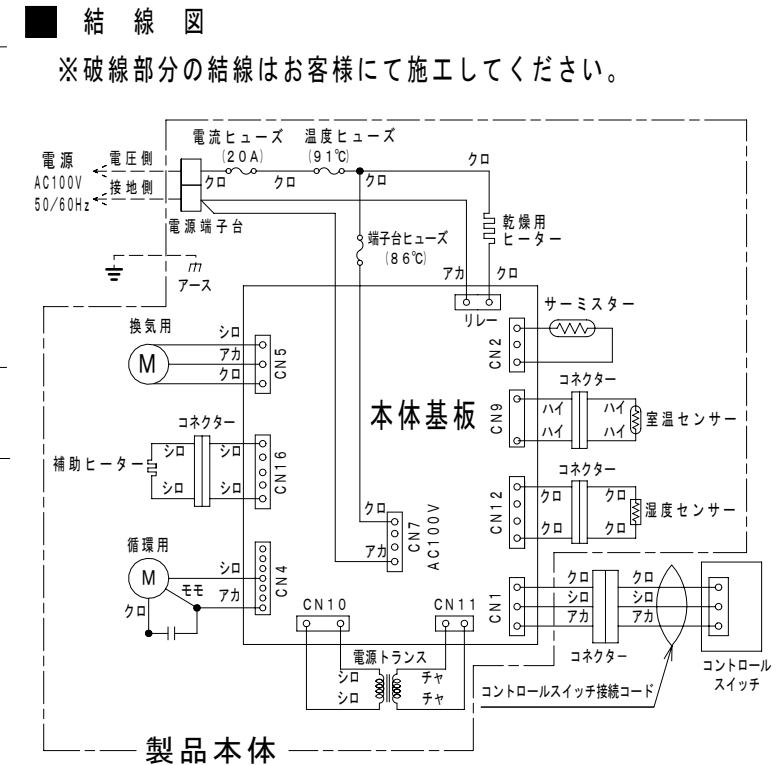 ■ 結線図
※破線部分の結線はお客様にて施工してください。
電流ヒューズ
(20A)
温度ヒューズ
(91℃)
クロ
電源
AC100V
50/60Hz
電圧側
接地側
クロ
クロ
クロ
電源端子台
端子台ヒューズ
(86℃)
乾燥用
ヒーター
アース
アカ
クロ
リレー
サーミスター
CN2
換気用
M
シロ
アカ
クロ
CN5
本体基板
コネクター
CN9
ハイ
ハイ
ハイ
ハイ
室温センサー
コネクター
補助ヒーター
シロ
シロ
シロ
シロ
CN16
コネクター
CN12
クロ
クロ
クロ
クロ
湿度センサー
クロ
アカ
CN7
AC100V
循環用
M
シロ
モモ
アカ
クロ
CN4
CN10
CN11
CN1
クロ
シロ
アカ
クロ
シロ
アカ
コネクター
コントロール
スイッチ
電源トランス
シロ
シロ
チャ
チャ
コントロールスイッチ接続コード
製品本体